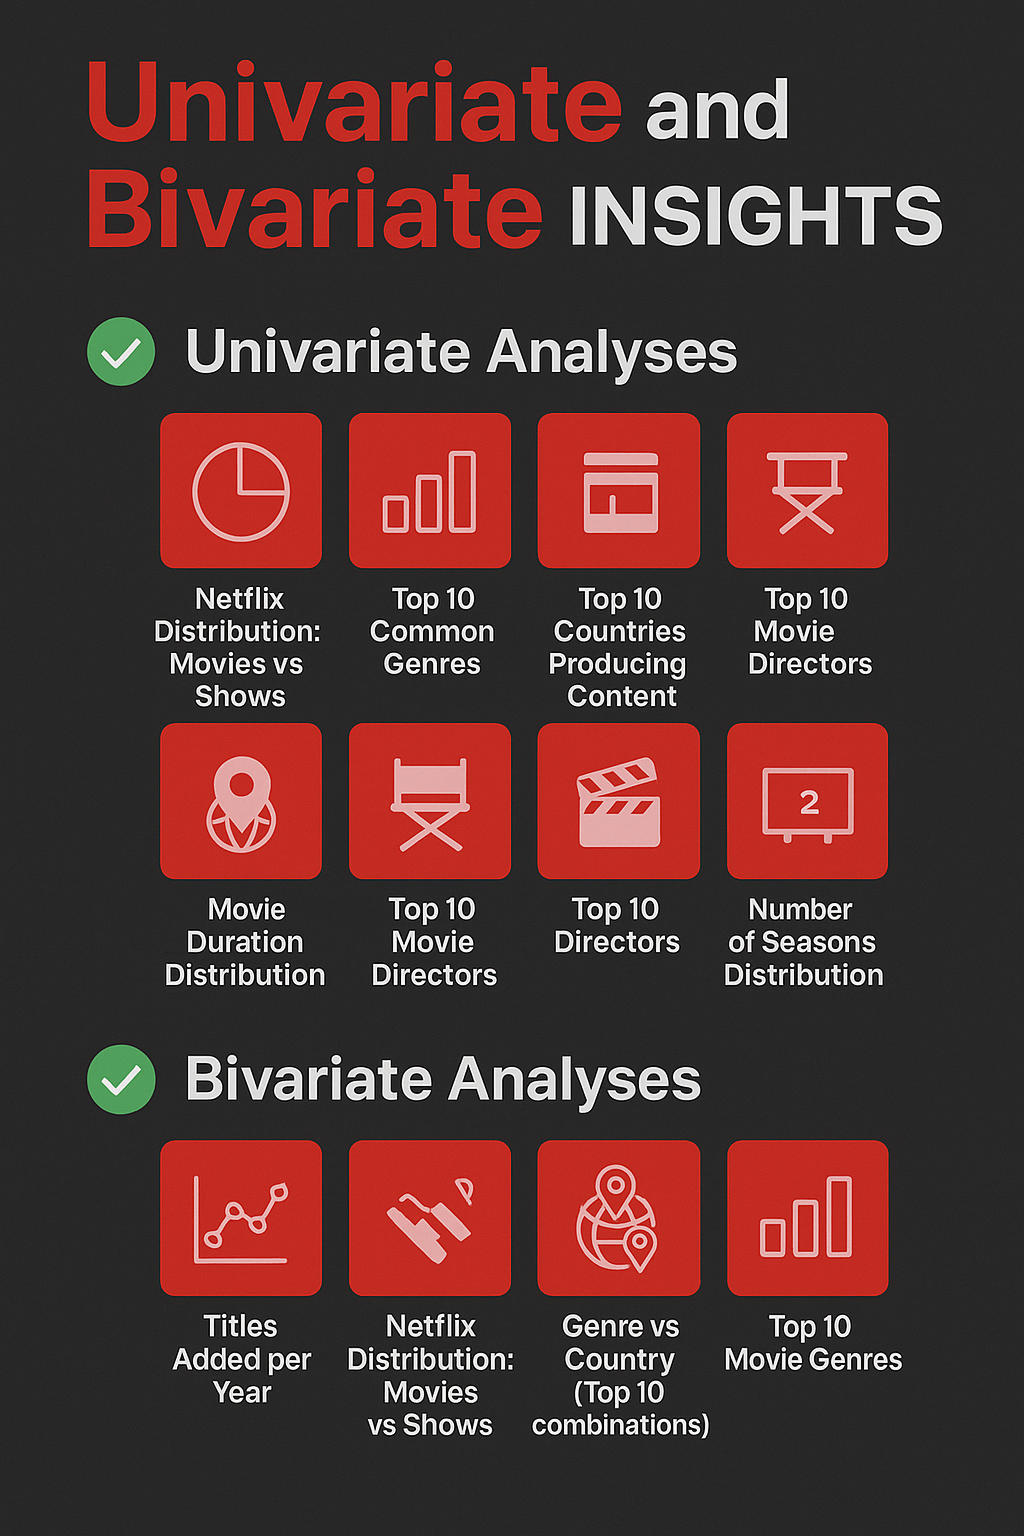 Univariate and
Bivariate INSIGHTS
Univariate Analyses
Netflix
Distribution:
Movies vs
Shows
Top 10
Common
Genres
Top 10
Countries
Producing
Content
Top 10
Movie
Directors
2
Movie
Duration
Distribution
Top 10
Movie
Directors
Top 10
Directors
Number
of Seasons
Distribution
Bivariate Analyses
Titles
Added per
Year
Netflix
Distribution:
Movies
vs Shows
Genre vs
Country
(Top 10
combinations)
Top 10
Movie Genres